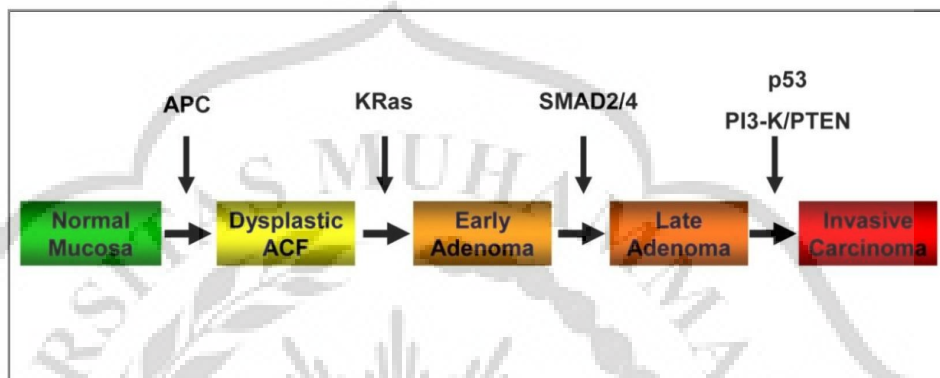 APC
KRas
SMAD2/4
p53
PI3-K/PTEN
Normal
Mucosa
Dysplastic
ACF
Early
Adenoma
Late
Adenoma
Invasive
Carcinoma